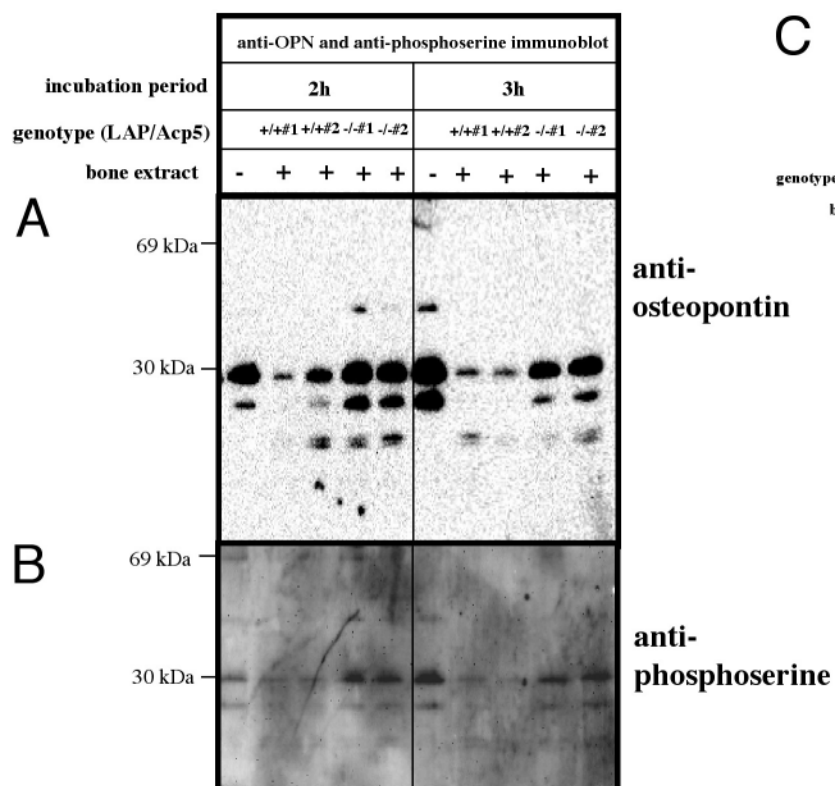 anti-OPN and anti-phosphoserine immunoblot
C
incubation period 2h 3h
genotype (LAP/Acp5) +/+#1 +/+#2 -/-#1 -/-#2 +/+#1 +/+#2 -/-#1 -/-#2
bone extract - + + + + - + + + +
genotype
b
A
69 kDa
anti-
osteopontin
30 kDa
B
69 kDa
anti-
phosphoserine
30 kDa